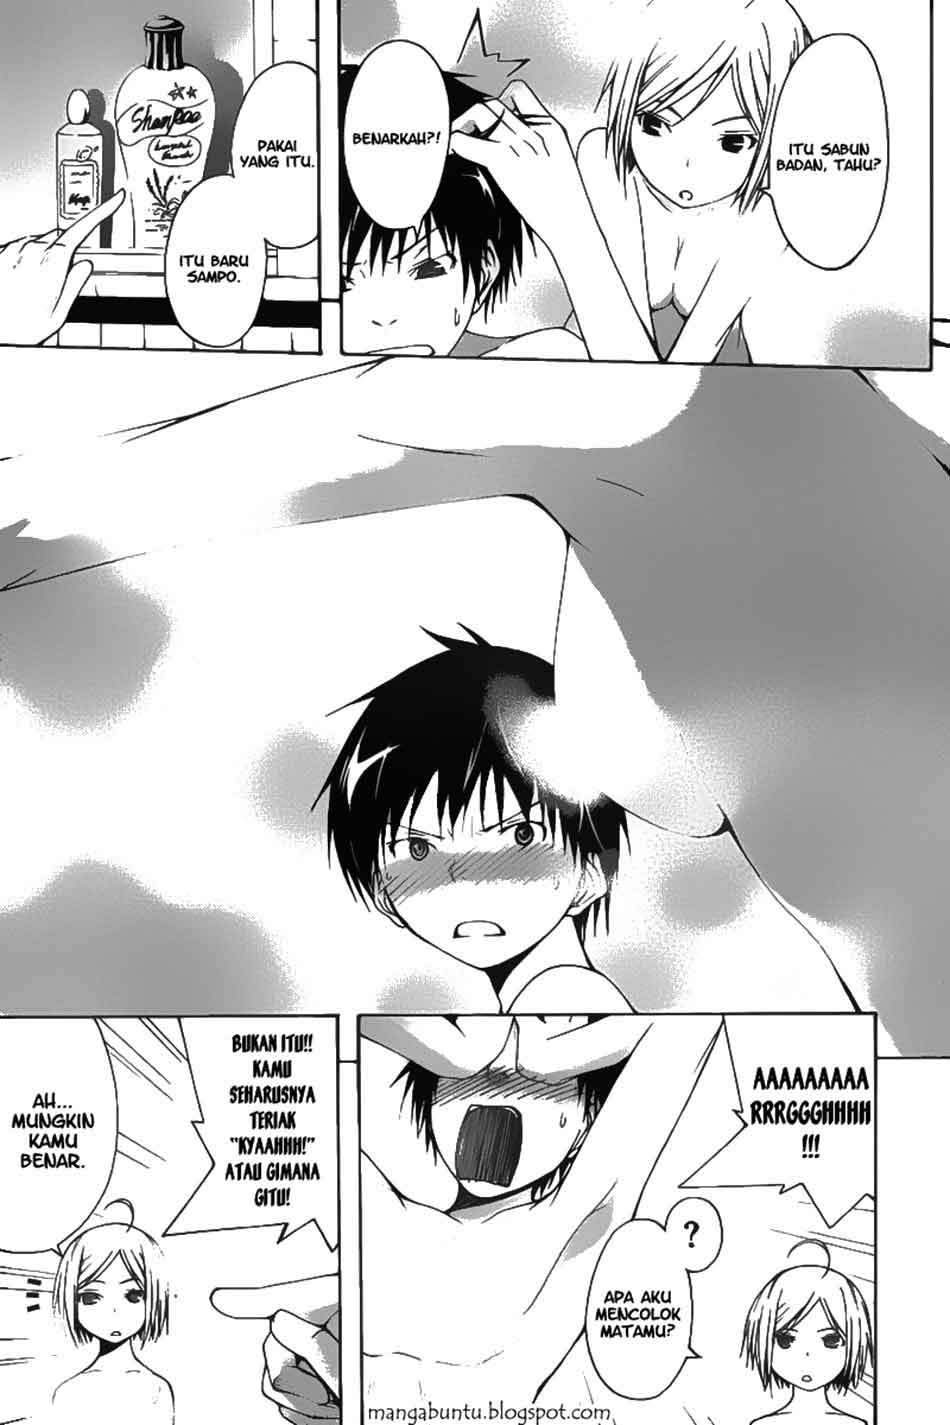 ITU SABUN
BADAN, TAHU?
BENARKAH?!
PAKAI
YANG ITU.
ITU BARU
SAMPO.
Shampoo
AAAAAAAAA
RRRGGGHHHH
!!!
?
APA AKU
MENCOLOK
MATAMU?
BUKAN ITU!!
KAMU
SEHARUSNYA
TERIAK
"KYAAHHH!"
ATAU GIMANA
GITU!
AH...
MUNGKIN
KAMU
BENAR.
mangabuntu.blogspot.com